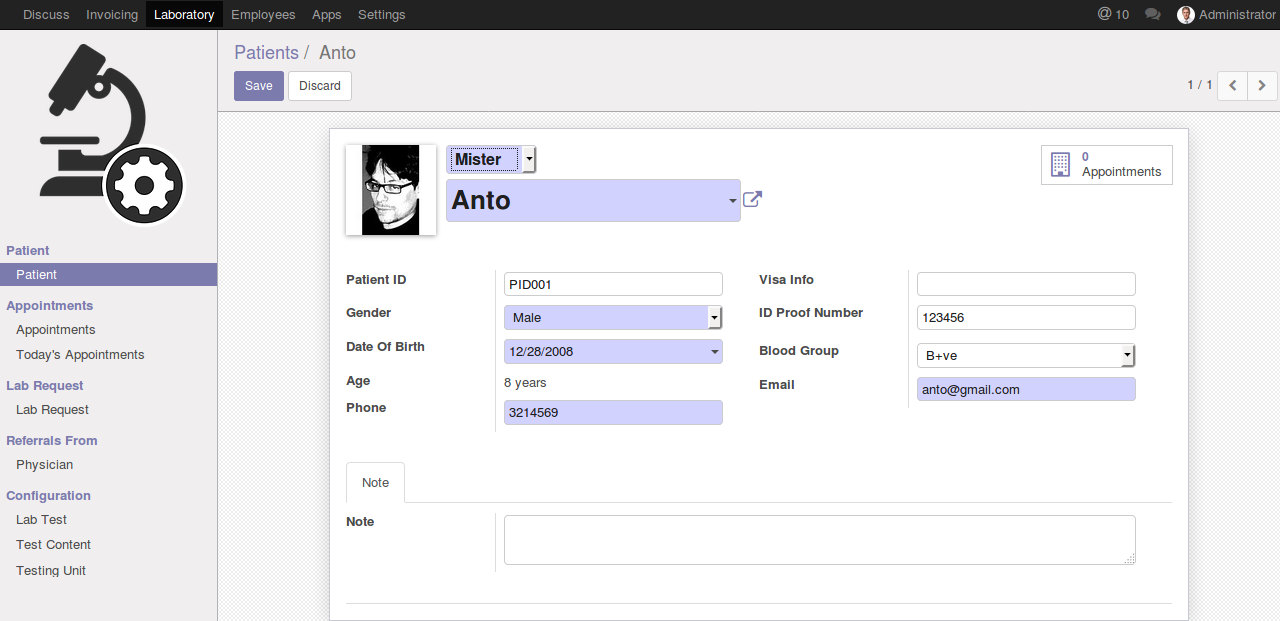 Discuss Invoicing Laboratory Employees Apps Settings @ 10 Administrator
Patients / Anto
Save Discard 1 / 1
Mister
Anto
0
Appointments
Patient
Patient
Appointments
Appointments
Today's Appointments
Lab Request
Lab Request
Referrals From
Physician
Configuration
Lab Test
Test Content
Testing Unit
Patient ID PID001
Gender Male
Date Of Birth 12/28/2008
Age 8 years
Phone 3214569
Visa Info
ID Proof Number 123456
Blood Group B+ve
Email anto@gmail.com
Note
Note